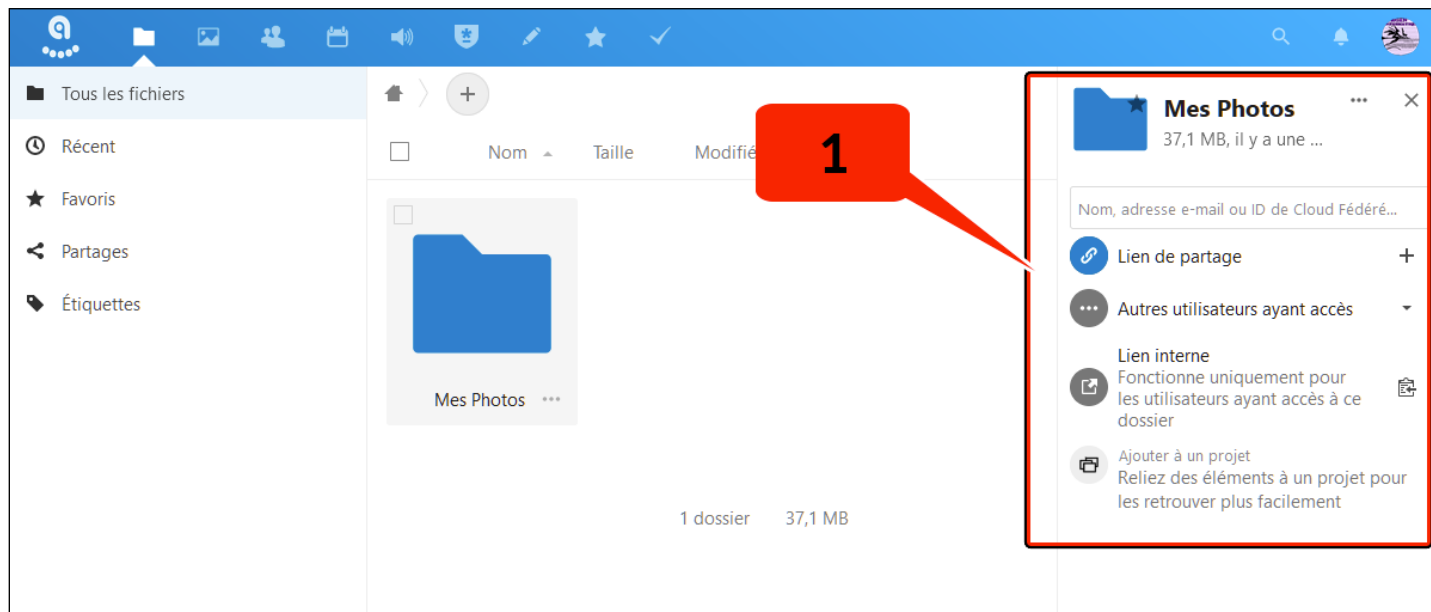 Tous les fichiers
Récent
Favoris
Partages
Étiquettes
Nom Taille Modifié
Mes Photos
1 dossier 37,1 MB
1
Mes Photos
37,1 MB, il y a une ...
Nom, adresse e-mail ou ID de Cloud Fédéré...
Lien de partage
Autres utilisateurs ayant accès
Lien interne
Fonctionne uniquement pour
les utilisateurs ayant accès à ce
dossier
Ajouter à un projet
Reliez des éléments à un projet pour
les retrouver plus facilement